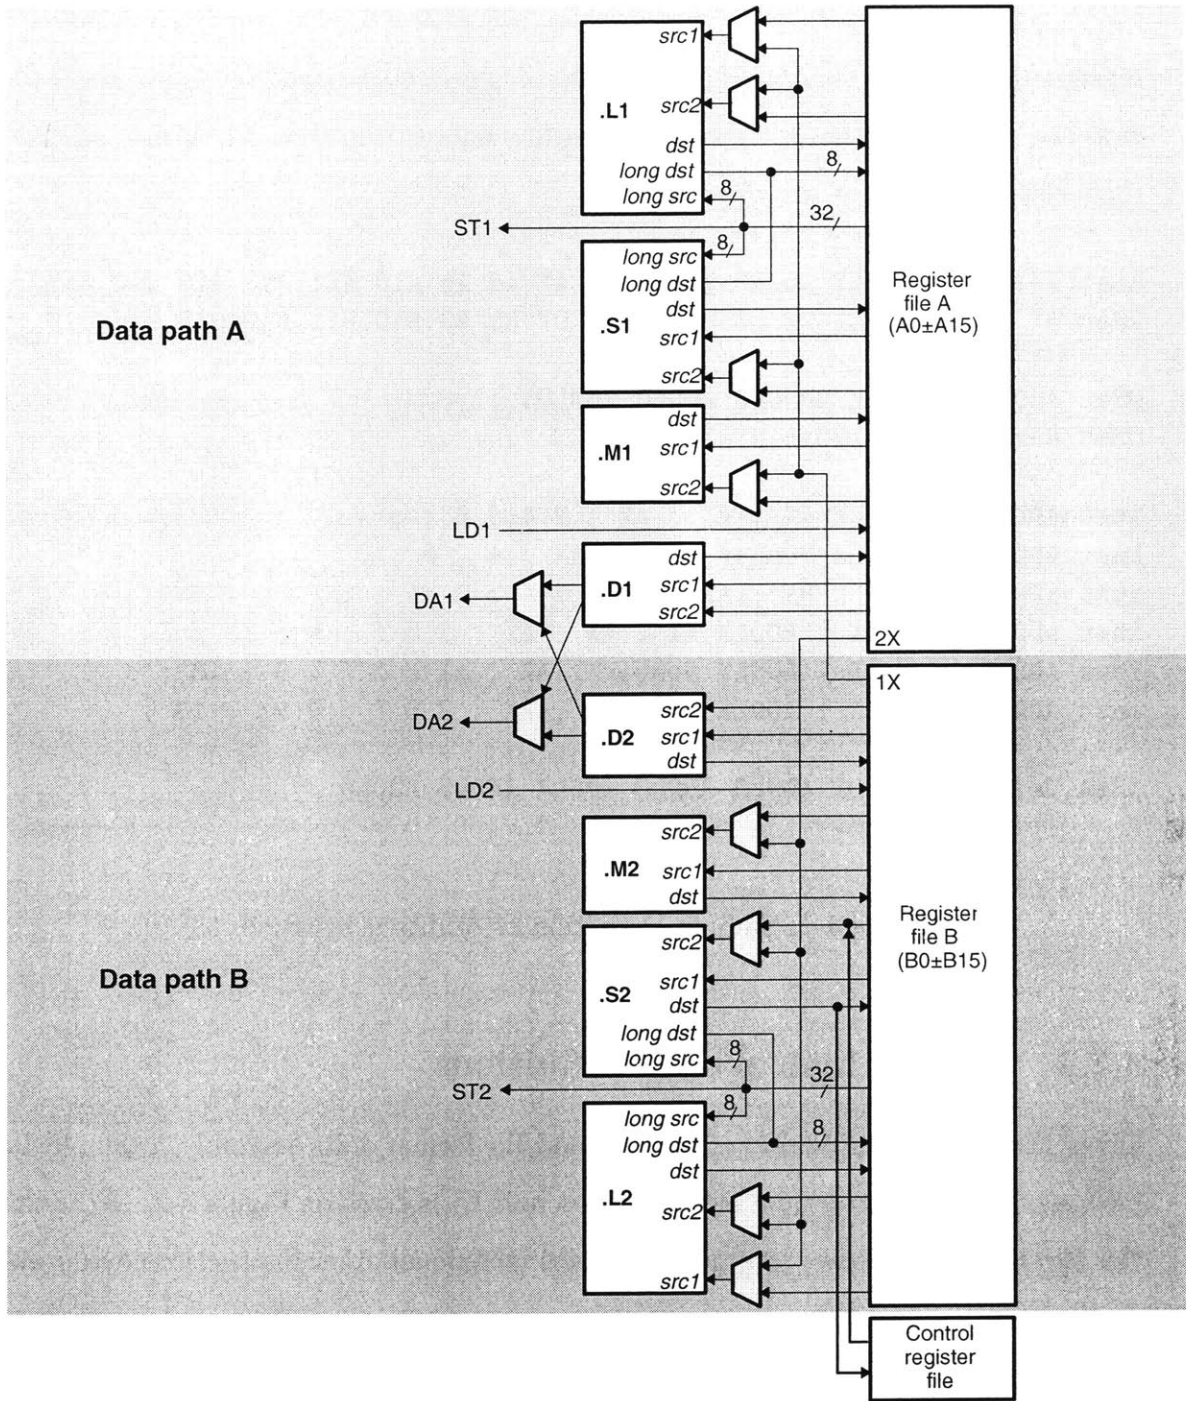 src1
.L1
src2
dst
long dst
8
long src
8
ST1
32
8
long src
long dst
dst
.S1
src1
src2
Data path A
Register
file A
(A0±A15)
dst
.M1
src1
src2
LD1
dst
.D1
src1
src2
DA1
2X
1X
DA2
src2
.D2
src1
dst
LD2
src2
.M2
src1
dst
Register
file B
(B0±B15)
src2
Data path B
.S2
src1
dst
long dst
long src
8
ST2
32
8
long src
long dst
8
dst
.L2
src2
src1
Control
register
file